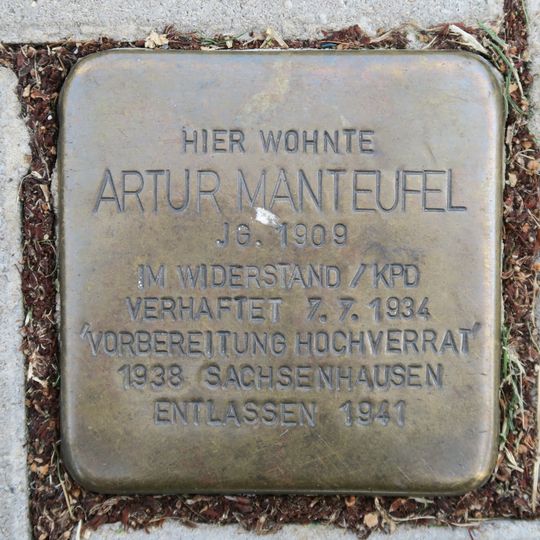 HIER WOHNTE
ARTUR MANTEUFEL
JG. 1909
IM WIDERSTAND / KPD
VERHAFTET 7. 7. 1934
'VORBEREITUNG HOCHVERRAT'
1938 SACHSENHAUSEN
ENTLASSEN 1941